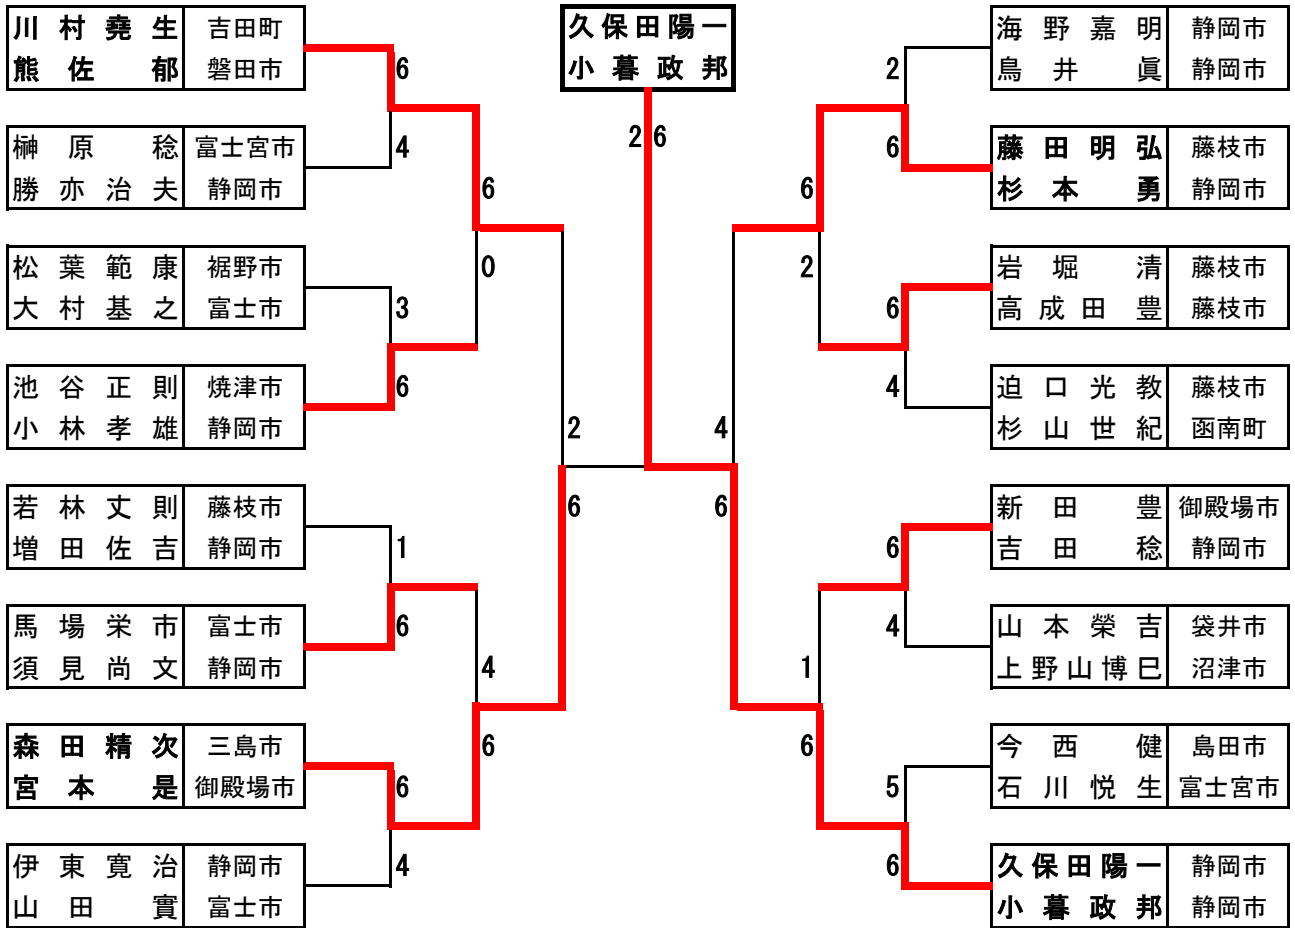 川村堯生 吉田町
熊佐郁 磐田市
榊原稔 富士宮市
勝亦治夫 静岡市
松葉範康 裾野市
大村基之 富士市
池谷正則 焼津市
小林孝雄 静岡市
若林丈則 藤枝市
増田佐吉 静岡市
馬場栄市 富士市
須見尚文 静岡市
森田精次 三島市
宮本是 御殿場市
伊東寛治 静岡市
山田實 富士市
6
4
3
6
1
6
6
4
6
0
4
6
2
6
久保田陽一
小暮政邦
2 6
4
6
6
2
1
6
2
6
6
4
6
4
5
6
海野嘉明 静岡市
鳥井眞 静岡市
藤田明弘 藤枝市
杉本勇 静岡市
岩堀清 藤枝市
高成田豊 藤枝市
迫口光教 藤枝市
杉山世紀 函南町
新田豊 御殿場市
吉田稔 静岡市
山本榮吉 袋井市
上野山博巳 沼津市
今西健 島田市
石川悦生 富士宮市
久保田陽一 静岡市
小暮政邦 静岡市